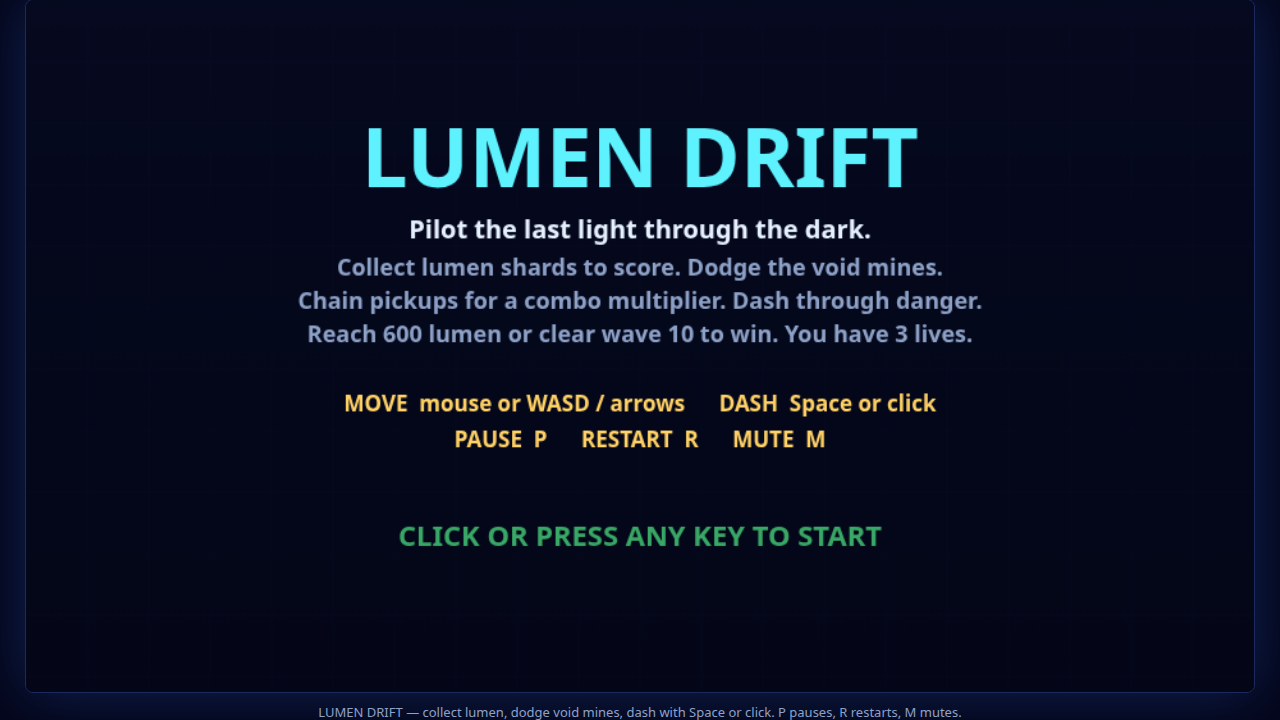 LUMEN DRIFT
Pilot the last light through the dark.
Collect lumen shards to score. Dodge the void mines.
Chain pickups for a combo multiplier. Dash through danger.
Reach 600 lumen or clear wave 10 to win. You have 3 lives.
MOVE mouse or WASD / arrows DASH Space or click
PAUSE P RESTART R MUTE M
CLICK OR PRESS ANY KEY TO START
LUMEN DRIFT — collect lumen, dodge void mines, dash with Space or click. P pauses, R restarts, M mutes.